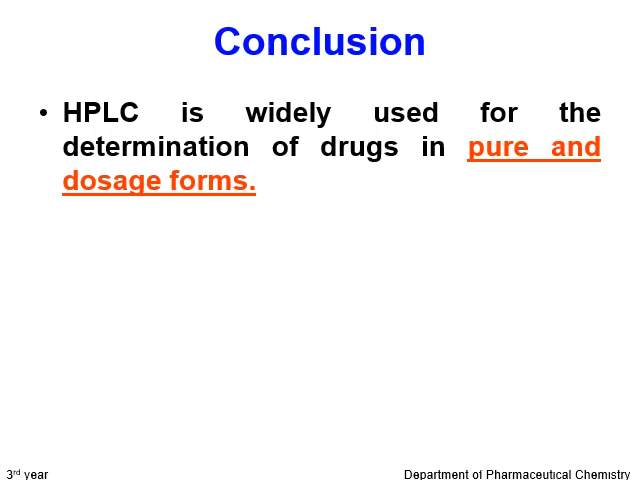 Conclusion
• HPLC is widely used for the
determination of drugs in pure and
dosage forms.
3rd year
Department of Pharmaceutical Chemistry